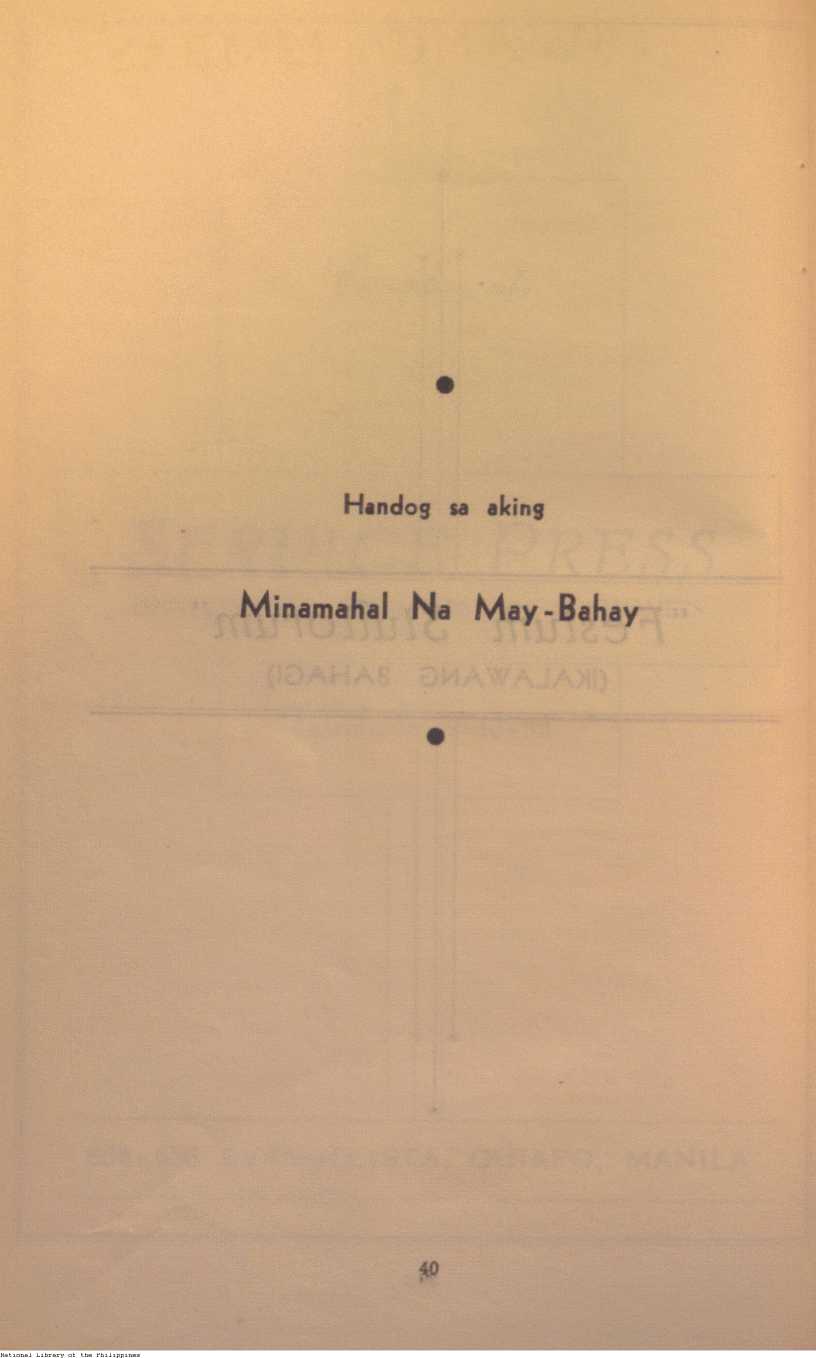 Handog sa aking
Minamahal Na May-Bahay
40
National Library of the Philippines